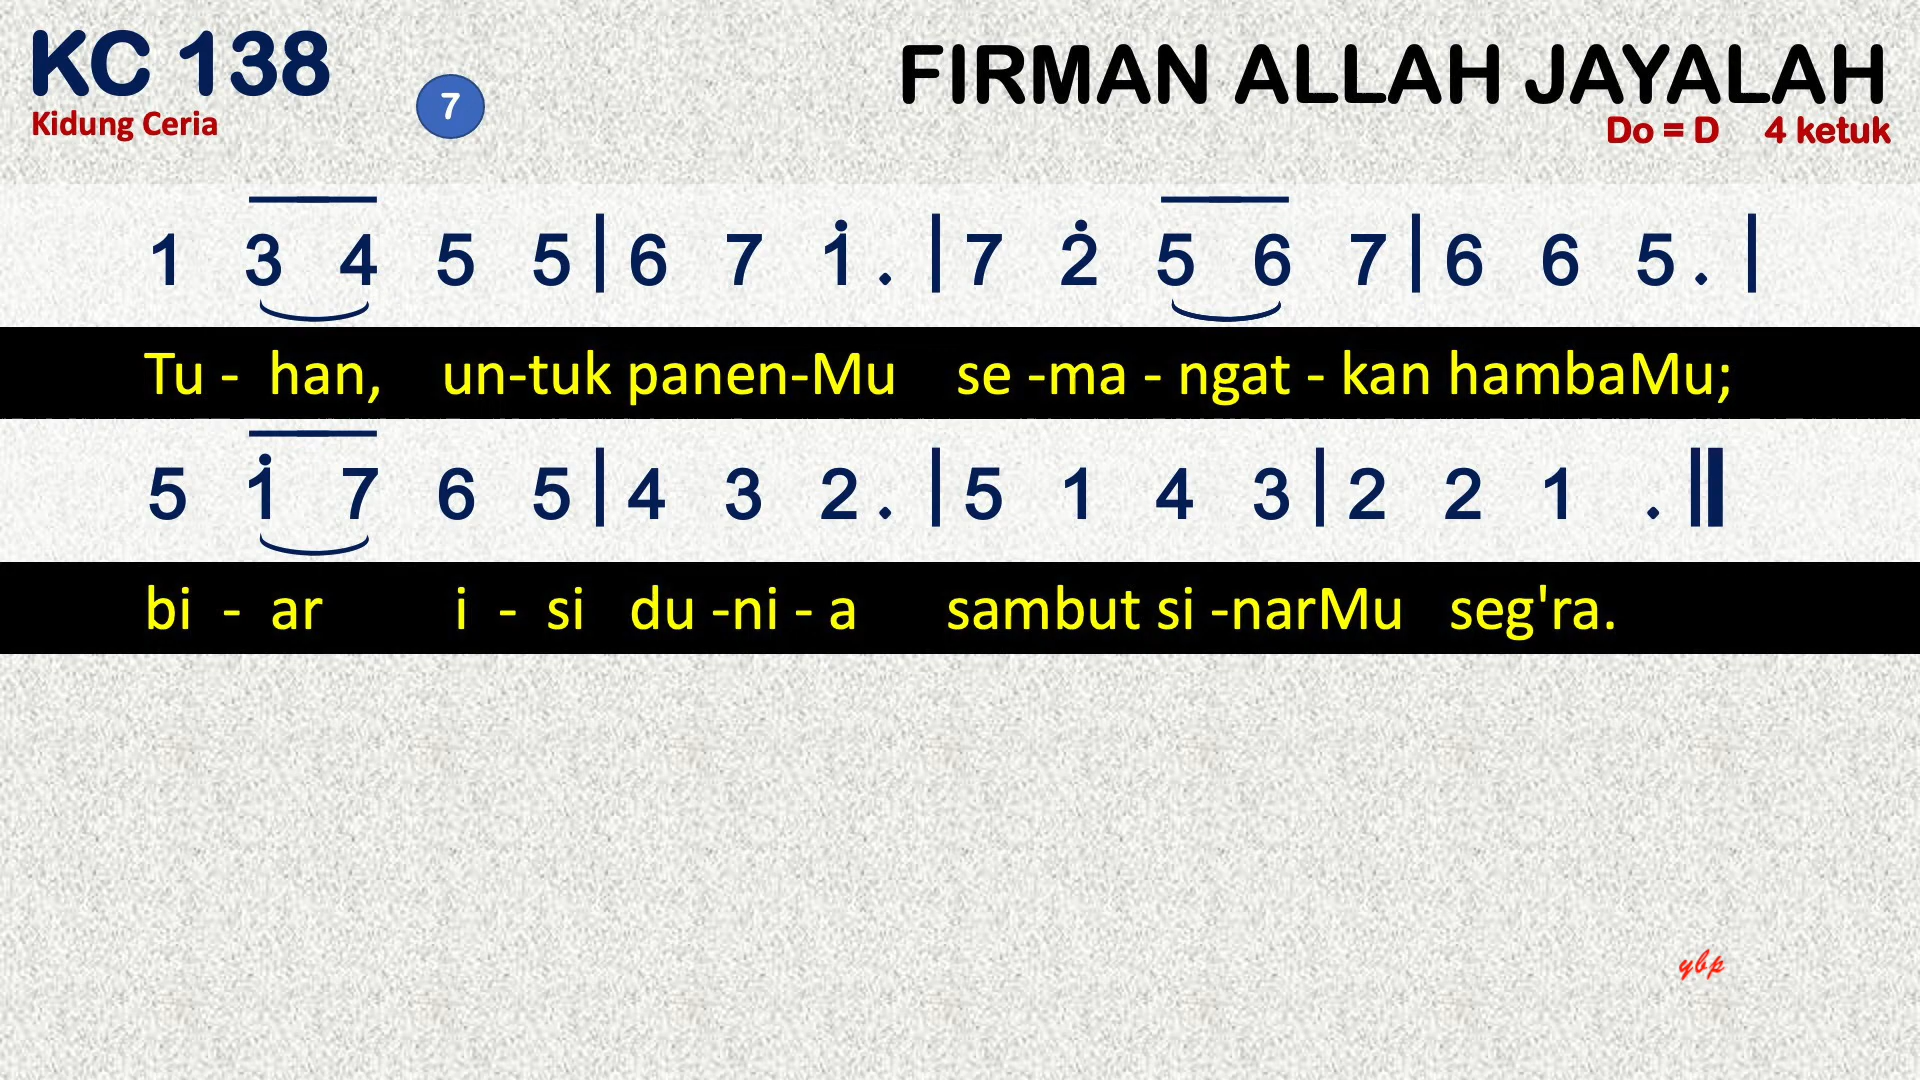 KC 138
Kidung Ceria
7
FIRMAN ALLAH JAYALAH
Do = D 4 ketuk
1 3 4 5 5 | 6 7 1̇ . | 7 2̇ 5 6 7 | 6 6 5 . |
Tu - han, un-tuk panen-Mu se -ma - ngat - kan hambaMu;
5 1̇ 7 6 5 | 4 3 2 . | 5 1 4 3 | 2 2 1 . ||
bi - ar i - si du -ni - a sambut si -narMu seg'ra.
ybp